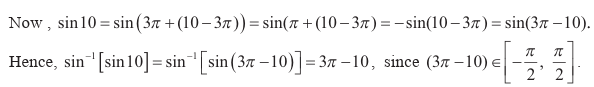 Now , sin10 = sin(3π + (10 – 3π)) = sin(π + (10 – 3π) = – sin(10 – 3π) = sin(3π – 10).
Hence, sin⁻¹[sin10] = sin⁻¹[sin(3π – 10)] = 3π – 10, since (3π – 10) ∈ [–π/2, π/2].